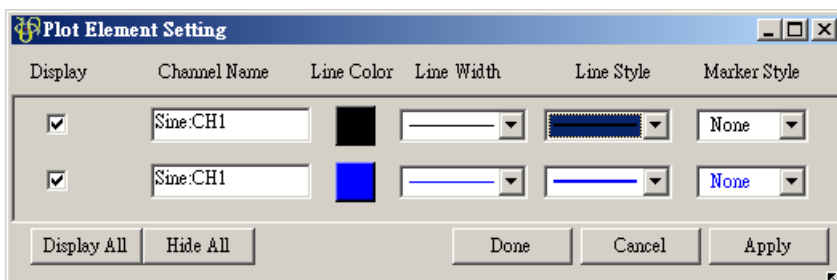 Plot Element Setting
Display Channel Name Line Color Line Width Line Style Marker Style
Sine:CH1 None
Sine:CH1 None
Display All Hide All Done Cancel Apply